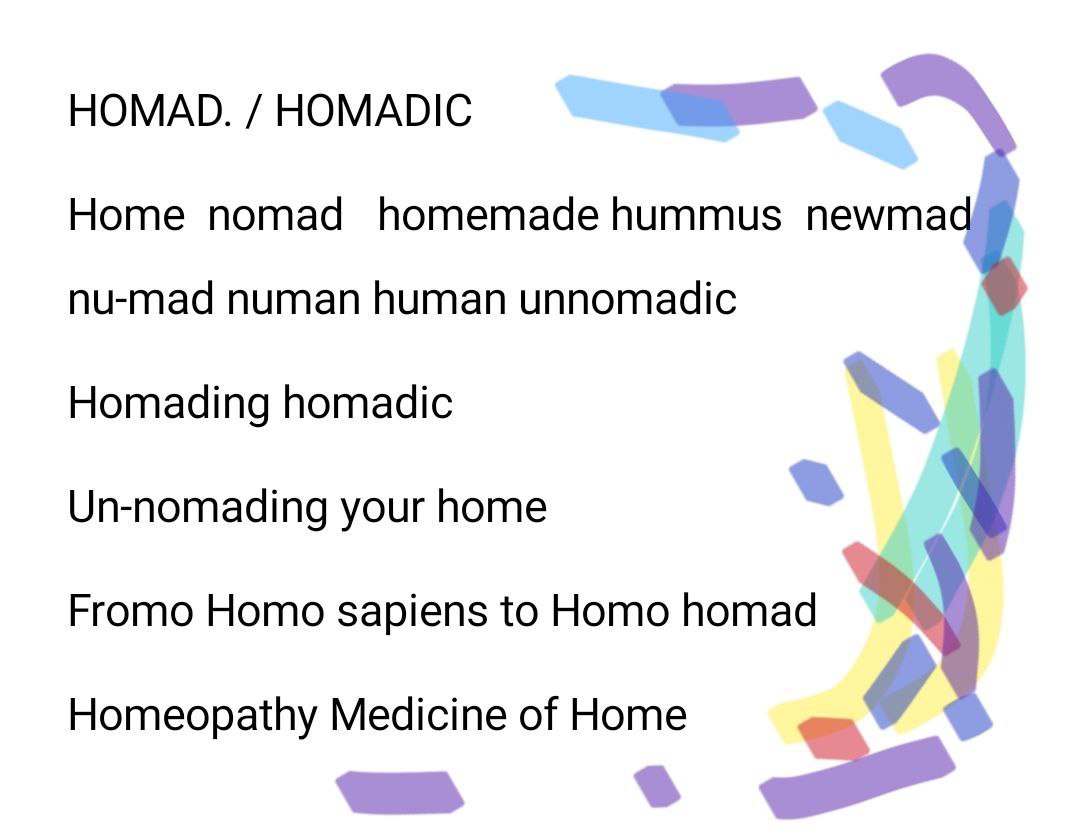 HOMAD. / HOMADIC
Home nomad homemade hummus newmad
nu-mad numan human unnomadic
Homading homadic
Un-nomading your home
Fromo Homo sapiens to Homo homad
Homeopathy Medicine of Home